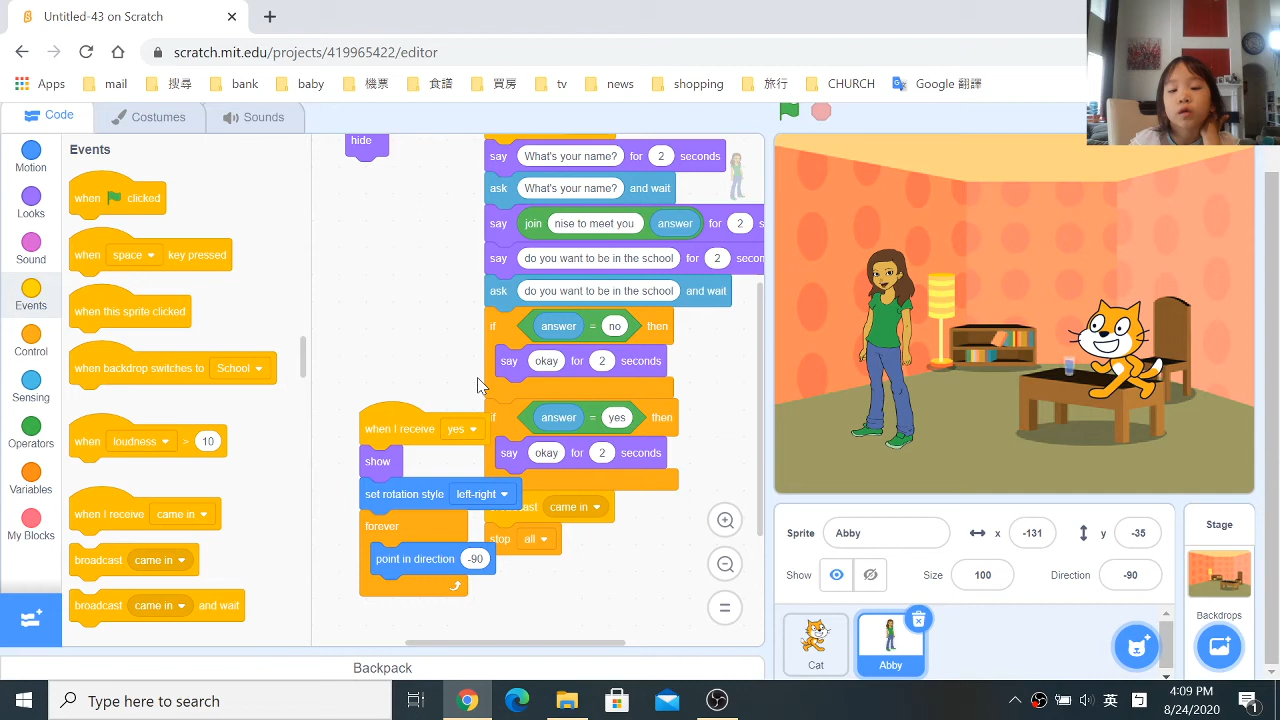 Untitled-43 on Scratch
scratch.mit.edu/projects/419965422/editor
Apps mail 搜尋 bank baby 機票 食譜 買房 tv news shopping 旅行 CHURCH Google 翻譯
Code Costumes Sounds
Motion
Looks
Sound
Events
Control
Sensing
Operators
Variables
My Blocks
Events
when clicked
when space key pressed
when this sprite clicked
when backdrop switches to School
when loudness > 10
when I receive came in
broadcast came in
broadcast came in and wait
hide
say What's your name? for 2 seconds
ask What's your name? and wait
say join nise to meet you answer for 2 s
say do you want to be in the school for 2 secon
ask do you want to be in the school and wait
if answer = no then
say okay for 2 seconds
if answer = yes then
say okay for 2 seconds
came in
stop all
when I receive yes
show
set rotation style left-right
forever
point in direction -90
Backpack
Sprite Abby x -131 y -35
Show Size 100 Direction -90
Cat
Abby
Stage
Backdrops
Type here to search
英
4:09 PM
8/24/2020
1